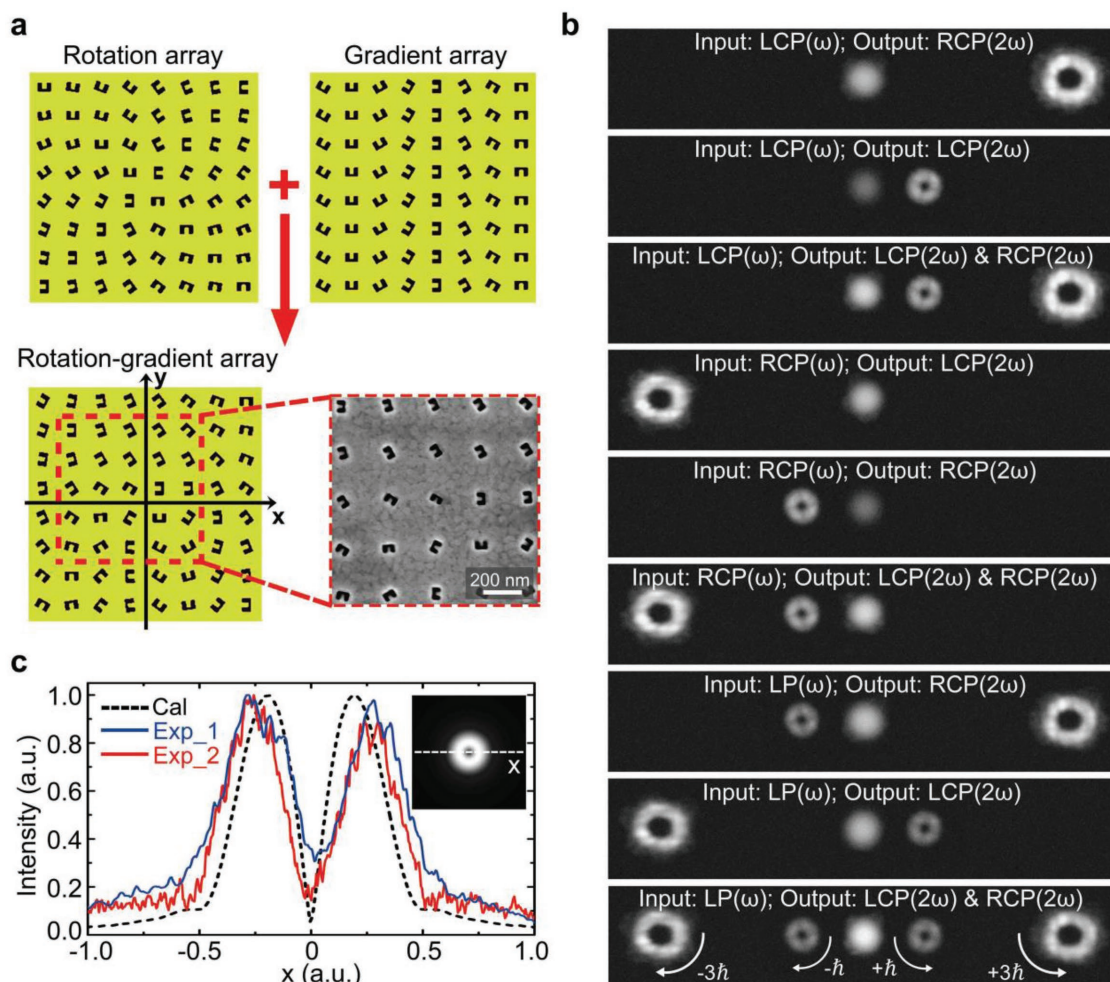 a
Rotation array
Gradient array
+
Rotation-gradient array
y
x
200 nm
b
Input: LCP(ω); Output: RCP(2ω)
Input: LCP(ω); Output: LCP(2ω)
Input: LCP(ω); Output: LCP(2ω) & RCP(2ω)
Input: RCP(ω); Output: LCP(2ω)
Input: RCP(ω); Output: RCP(2ω)
Input: RCP(ω); Output: LCP(2ω) & RCP(2ω)
Input: LP(ω); Output: RCP(2ω)
Input: LP(ω); Output: LCP(2ω)
Input: LP(ω); Output: LCP(2ω) & RCP(2ω)
-3ħ
-ħ
+ħ
+3ħ
c
Intensity (a.u.)
1.0
0.8
0.6
0.4
0.2
0.0
Cal
Exp_1
Exp_2
x
-1.0
-0.5
0
0.5
1.0
x (a.u.)